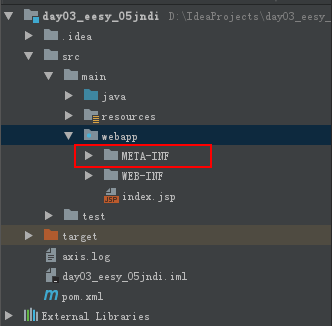 day03_eesy_05jndi D:\IdeaProjects\day03_ees
.idea
src
main
java
resources
webapp
META-INF
WEB-INF
index.jsp
test
target
axis.log
day03_eesy_05jndi.iml
pom.xml
External Libraries